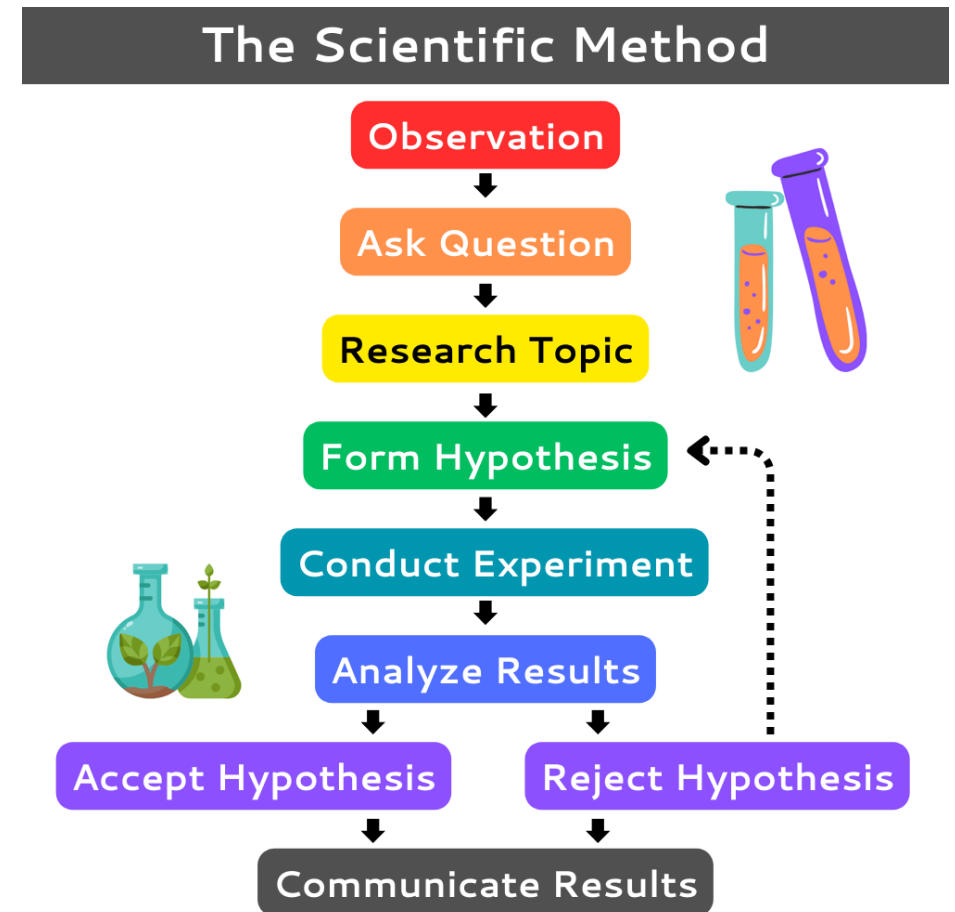 The Scientific Method
Observation
Ask Question
Research Topic
Form Hypothesis
Conduct Experiment
Analyze Results
Accept Hypothesis
Reject Hypothesis
Communicate Results